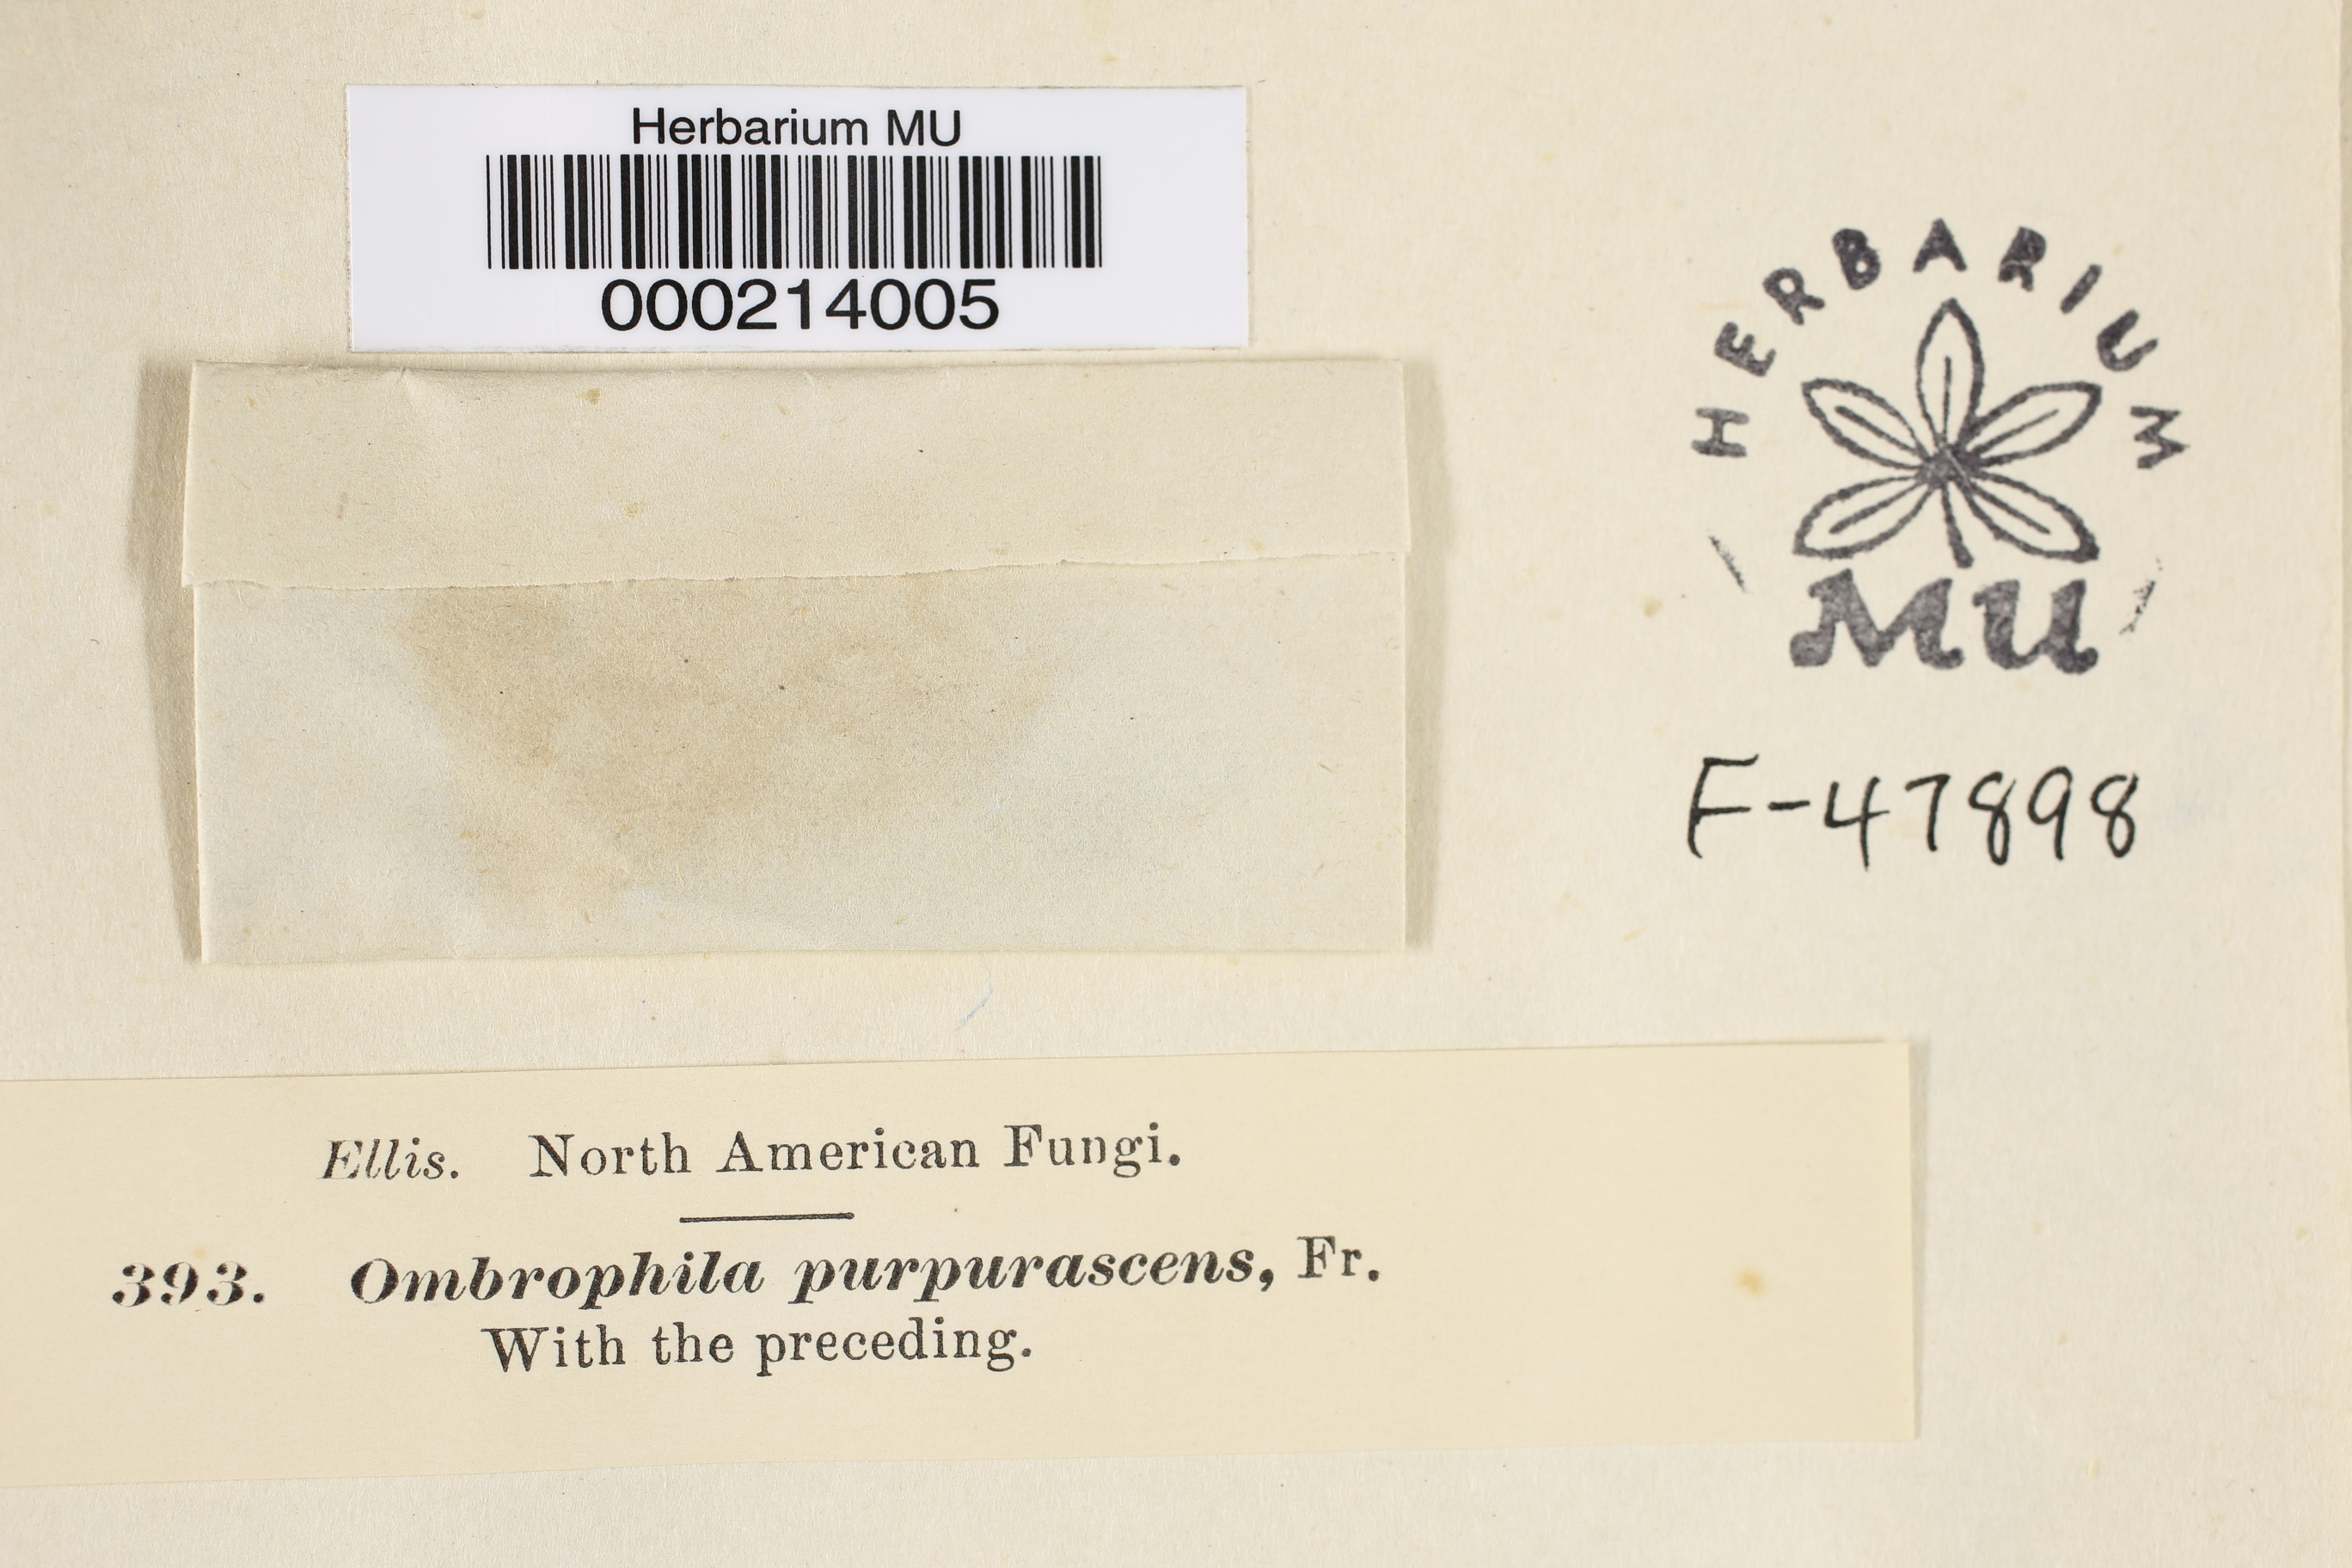 Herbarium MU
000214005
HERBARIUM
MU
F-47898
Ellis. North American Fungi.
393. Ombrophila purpurascens, Fr.
With the preceding.